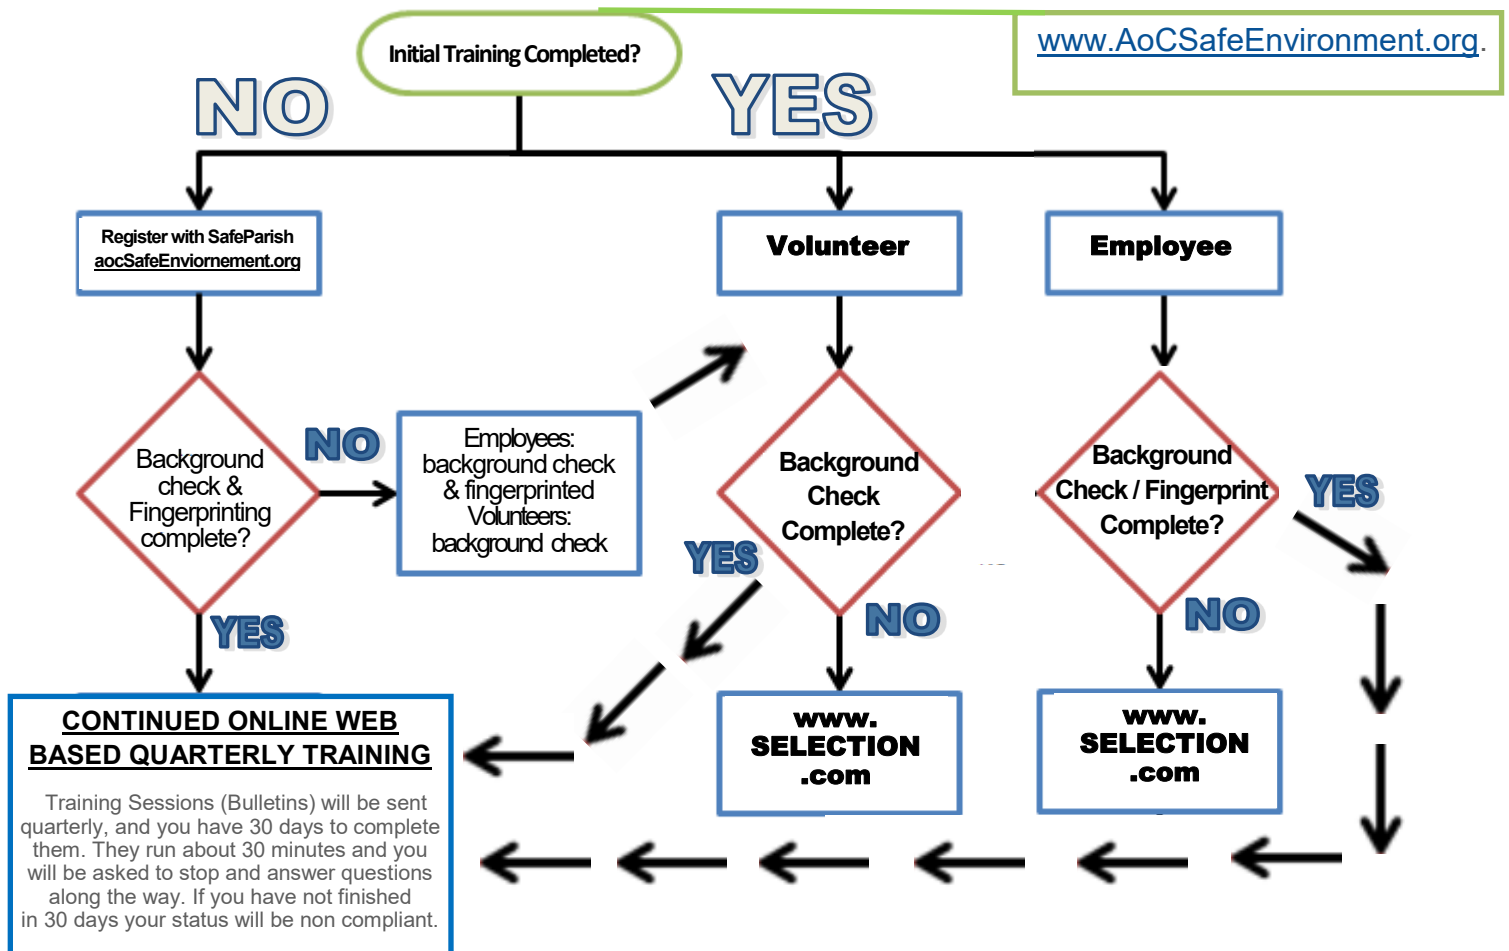 Initial Training Completed?
www.AoCSafeEnvironment.org.
NO
YES
Register with SafeParish
aocSafeEnviornement.org
Volunteer
Employee
Background
check &
Fingerprinting
complete?
NO
YES
Employees:
background check
& fingerprinted
Volunteers:
background check
Background
Check
Complete?
YES
NO
Background
Check / Fingerprint
Complete?
YES
NO
www.
SELECTION
.com
www.
SELECTION
.com
CONTINUED ONLINE WEB
BASED QUARTERLY TRAINING
Training Sessions (Bulletins) will be sent
quarterly, and you have 30 days to complete
them. They run about 30 minutes and you
will be asked to stop and answer questions
along the way. If you have not finished
in 30 days your status will be non compliant.